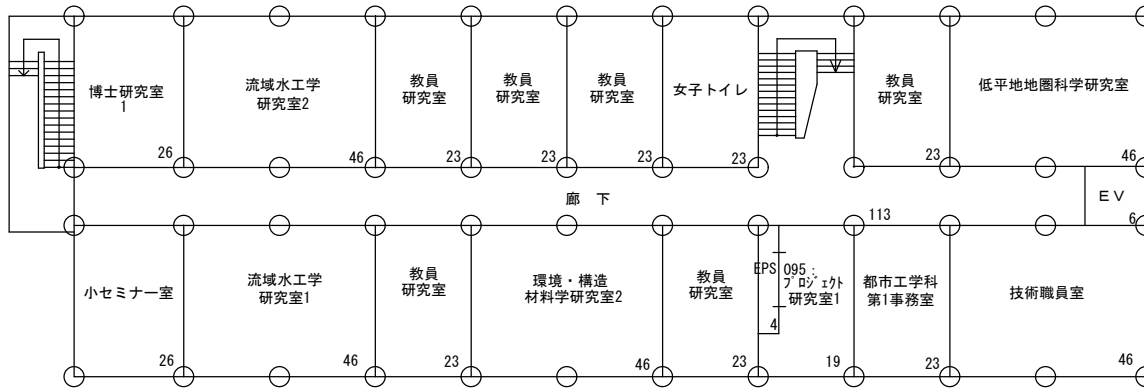 博士研究室
1
26
流域水工学
研究室2
46
教員
研究室
23
教員
研究室
23
教員
研究室
23
女子トイレ
23
教員
研究室
23
低平地地圏科学研究室
46
廊 下
113
EV
6
小セミナー室
26
流域水工学
研究室1
46
教員
研究室
23
環境・構造
材料学研究室2
46
教員
研究室
23
EPS
4
095:
プロジェクト
研究室1
19
都市工学科
第1事務室
23
技術職員室
46